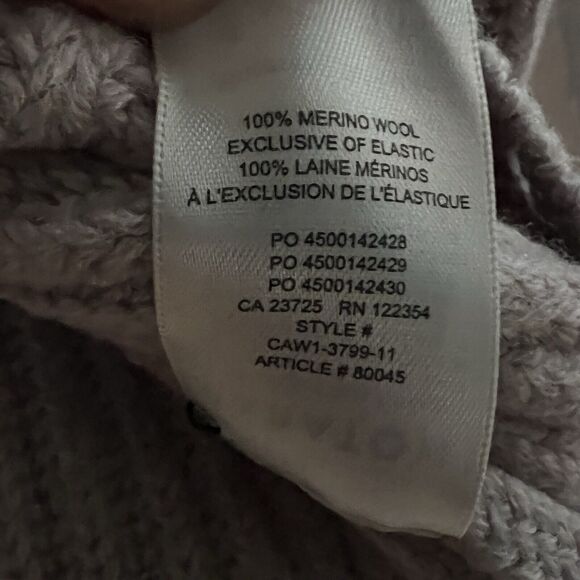 100% MERINO WOOL
EXCLUSIVE OF ELASTIC
100% LAINE MÉRINOS
À L'EXCLUSION DE L'ÉLASTIQUE
PO 4500142428
PO 4500142429
PO 4500142430
CA 23725 RN 122354
STYLE #
CAW1-3799-11
ARTICLE # 80045